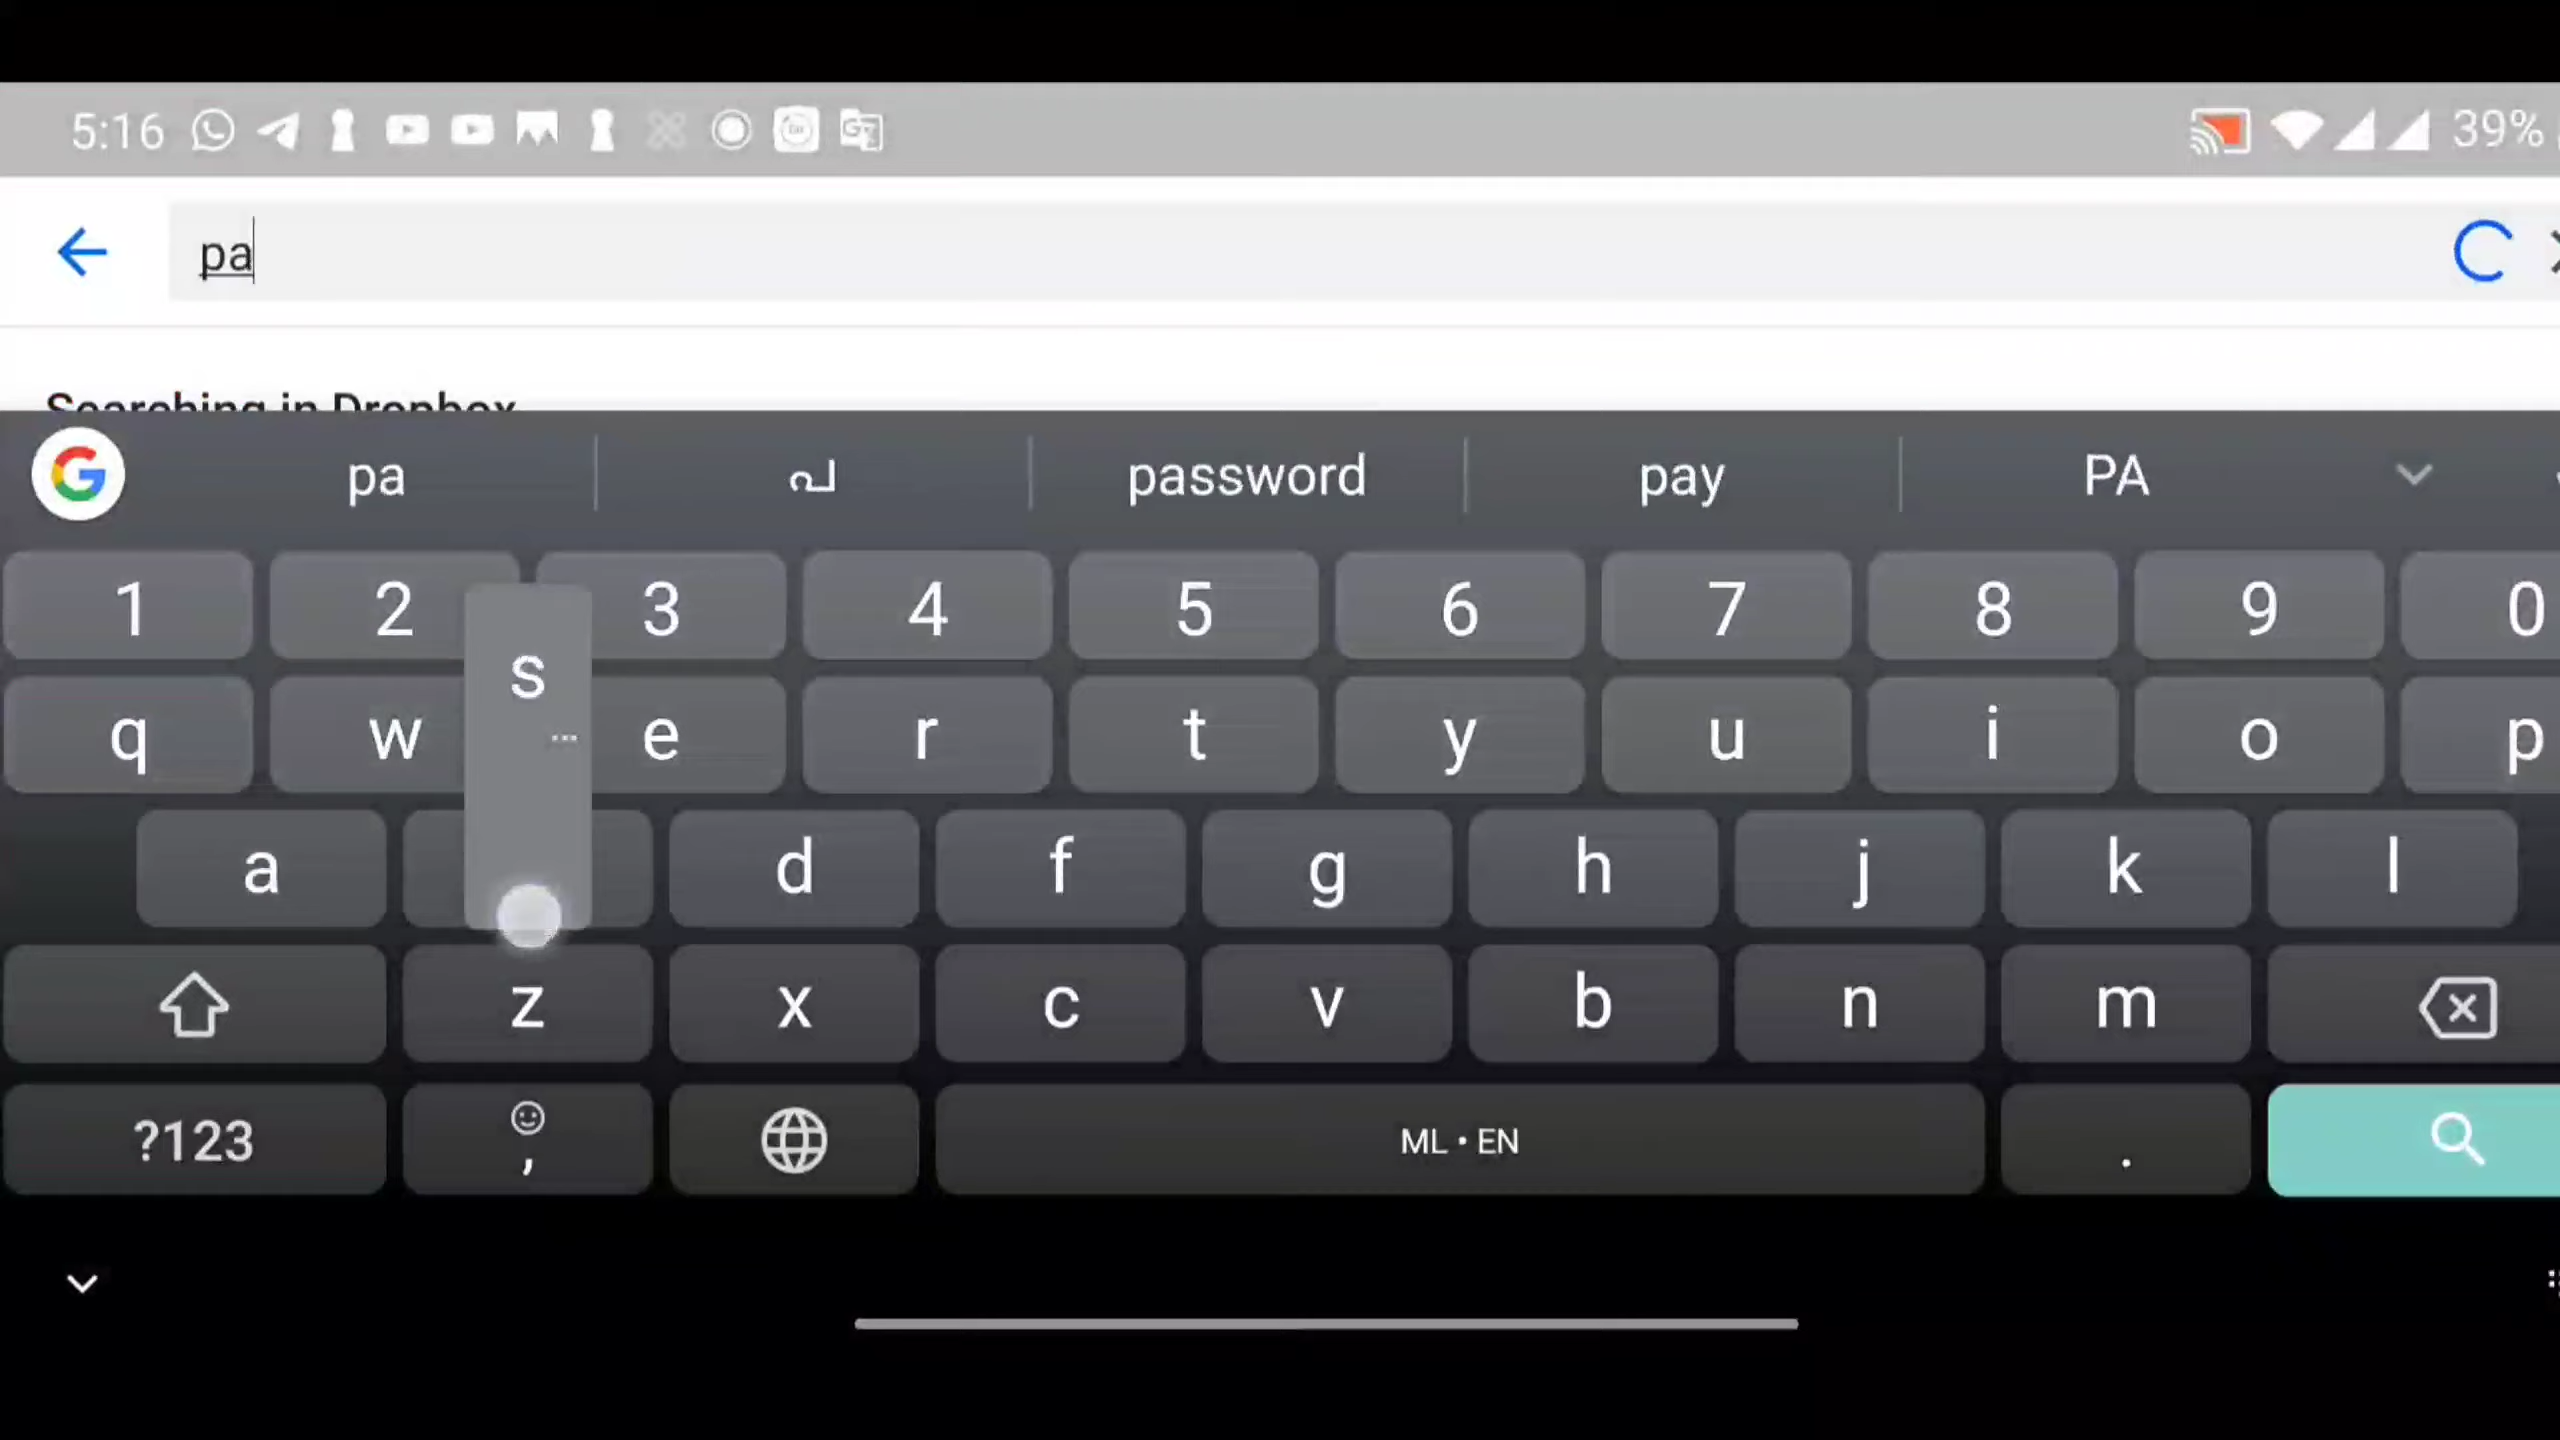 5:16 39%
pa
Searching in Dropbox
pa പ password pay PA
1 2 3 4 5 6 7 8 9 0
s
q w e r t y u i o p
a d f g h j k l
z x c v b n m
?123 , ML • EN .